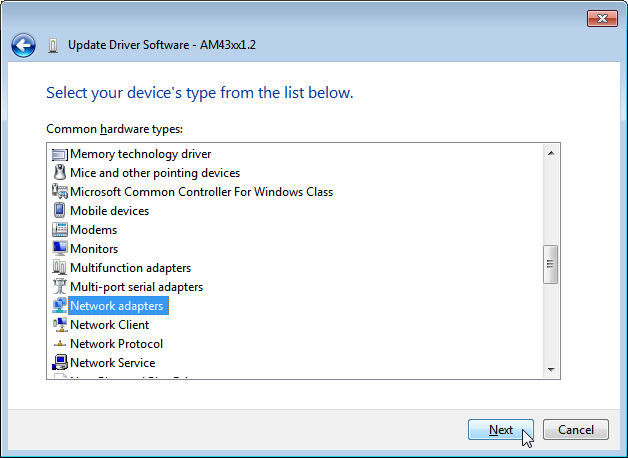 Update Driver Software - AM43xx1.2
Select your device's type from the list below.
Common hardware types:
Memory technology driver
Mice and other pointing devices
Microsoft Common Controller For Windows Class
Mobile devices
Modems
Monitors
Multifunction adapters
Multi-port serial adapters
Network adapters
Network Client
Network Protocol
Network Service
Next
Cancel